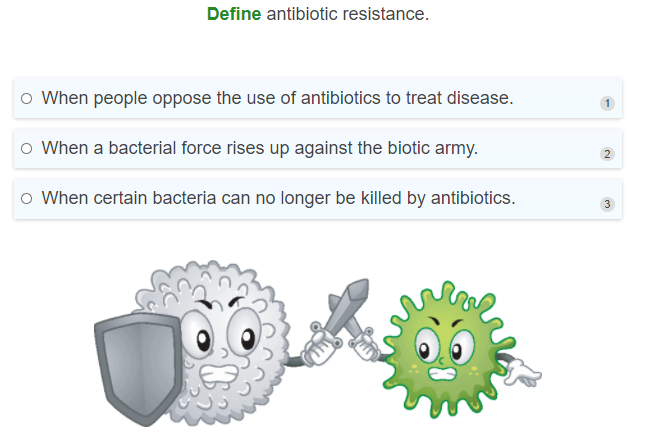 Define antibiotic resistance.
When people oppose the use of antibiotics to treat disease.
1
When a bacterial force rises up against the biotic army.
2
When certain bacteria can no longer be killed by antibiotics.
3